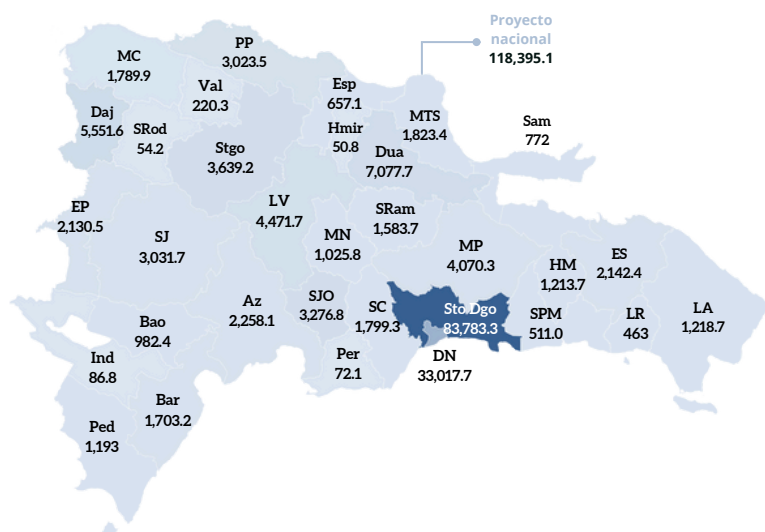 Proyecto
nacional
118,395.1
PP
3,023.5
MC
1,789.9
Val
220.3
Esp
657.1
Daj
5,551.6
SRod
54.2
Hmir
50.8
MTS
1,823.4
Sam
772
Stgo
3,639.2
Dua
7,077.7
EP
2,130.5
LV
4,471.7
SRam
1,583.7
SJ
3,031.7
MN
1,025.8
MP
4,070.3
HM
1,213.7
ES
2,142.4
Az
2,258.1
SJO
3,276.8
SC
1,799.3
Sto.Dgo
83,783.3
SPM
511.0
LR
463
LA
1,218.7
Bao
982.4
Ind
86.8
Per
72.1
DN
33,017.7
Bar
1,703.2
Ped
1,193